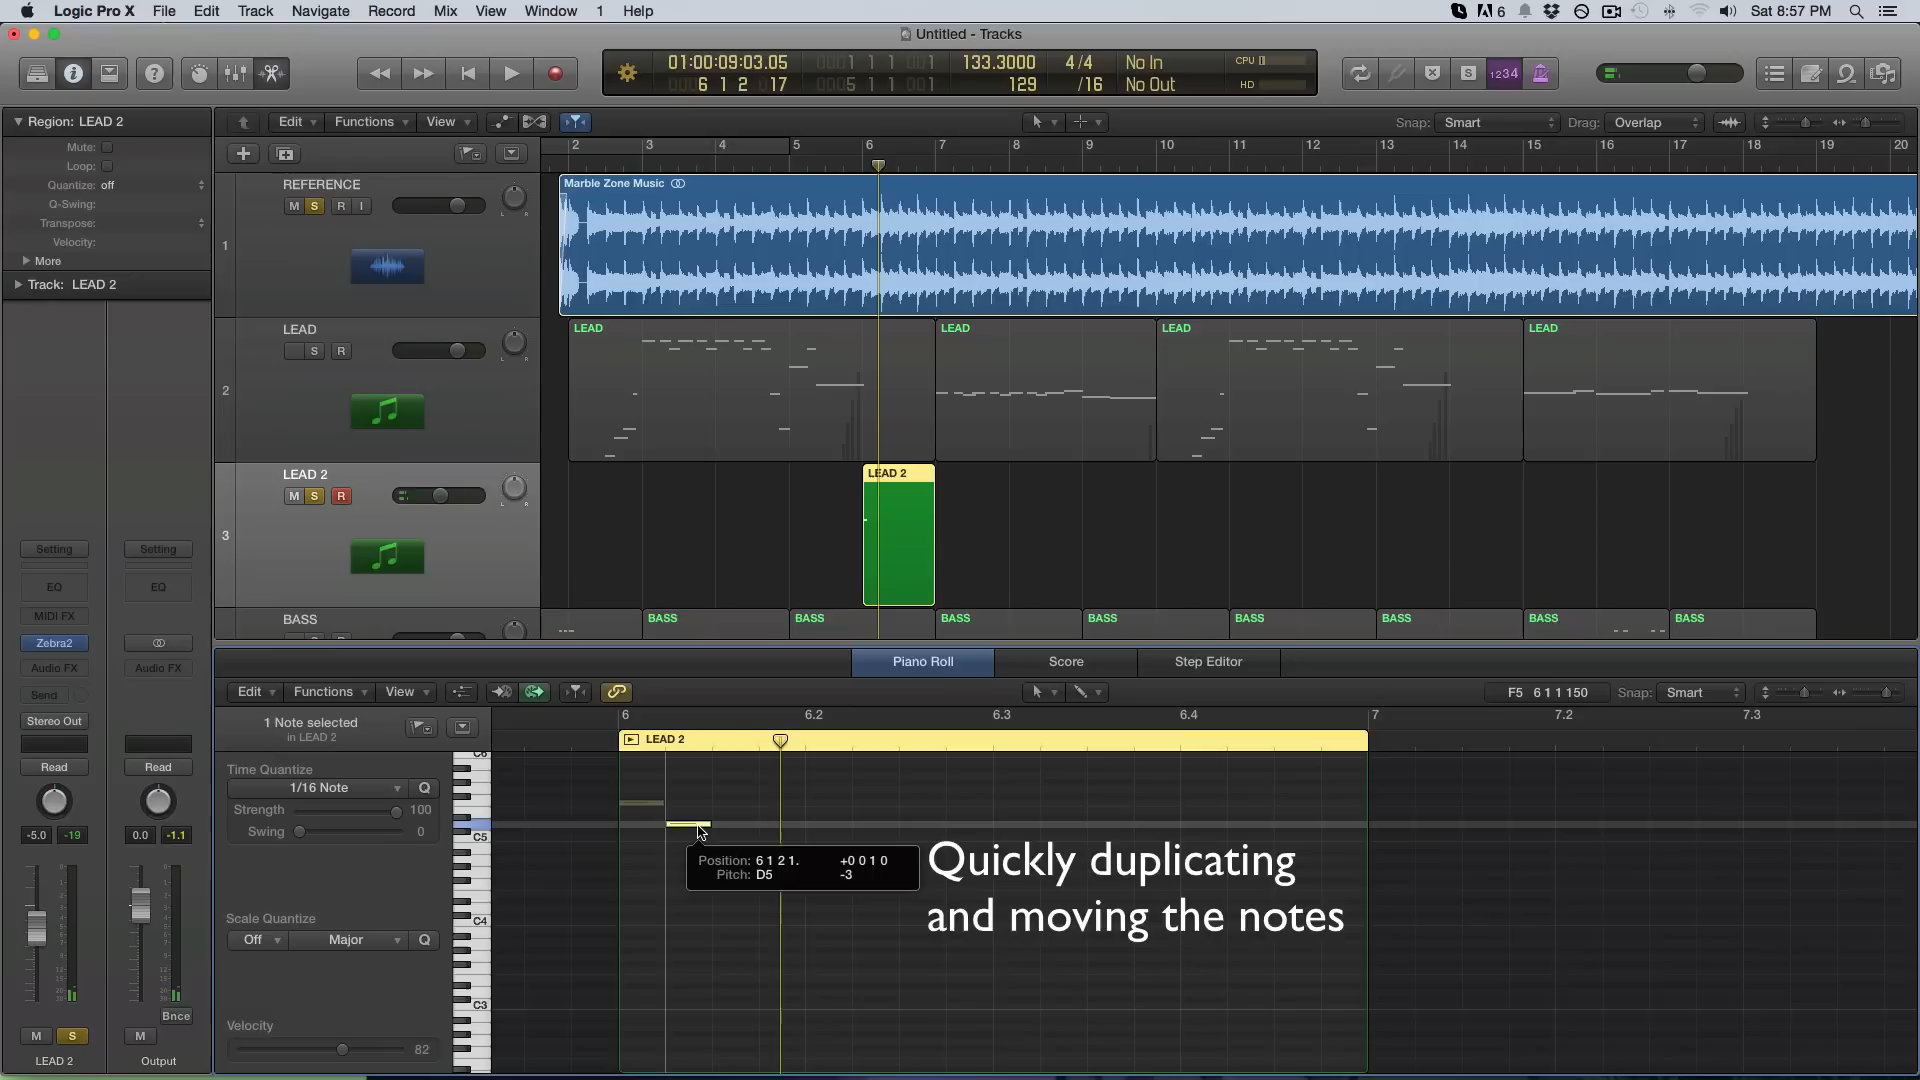 Logic Pro X File Edit Track Navigate Record Mix View Window 1 Help
6 Sat 8:57 PM
Untitled - Tracks
01:00:09:03.05 133.3000 4/4 No In CPU
6 1 2 17 129 /16 No Out HD
S 1234
Region: LEAD 2
Edit Functions View
Snap: Smart Drag: Overlap
Mute:
Loop:
Quantize: off
Q-Swing:
Transpose:
Velocity:
More
Track: LEAD 2
2 3 4 5 6 7 8 9 10 11 12 13 14 15 16 17 18 19 20
REFERENCE
M S R I
1
Marble Zone Music
LEAD
S R
2
LEAD LEAD LEAD LEAD
LEAD 2
M S R
3
LEAD 2
BASS
BASS BASS BASS BASS BASS BASS BASS BASS
Setting Setting
EQ EQ
MIDI FX
Zebra2
Audio FX Audio FX
Send
Stereo Out
Read Read
-5.0 -19 0.0 -1.1
Bnce
M S M
LEAD 2 Output
Piano Roll Score Step Editor
Edit Functions View
F5 6 1 1 150 Snap: Smart
1 Note selected
in LEAD 2
6 6.2 6.3 6.4 7 7.2 7.3
LEAD 2
Time Quantize
1/16 Note Q
Strength 100
Swing 0
Scale Quantize
Off Major Q
Velocity
82
C6
C5
C4
C3
Position: 6 1 2 1. +0 0 1 0
Pitch: D5 -3
Quickly duplicating
and moving the notes